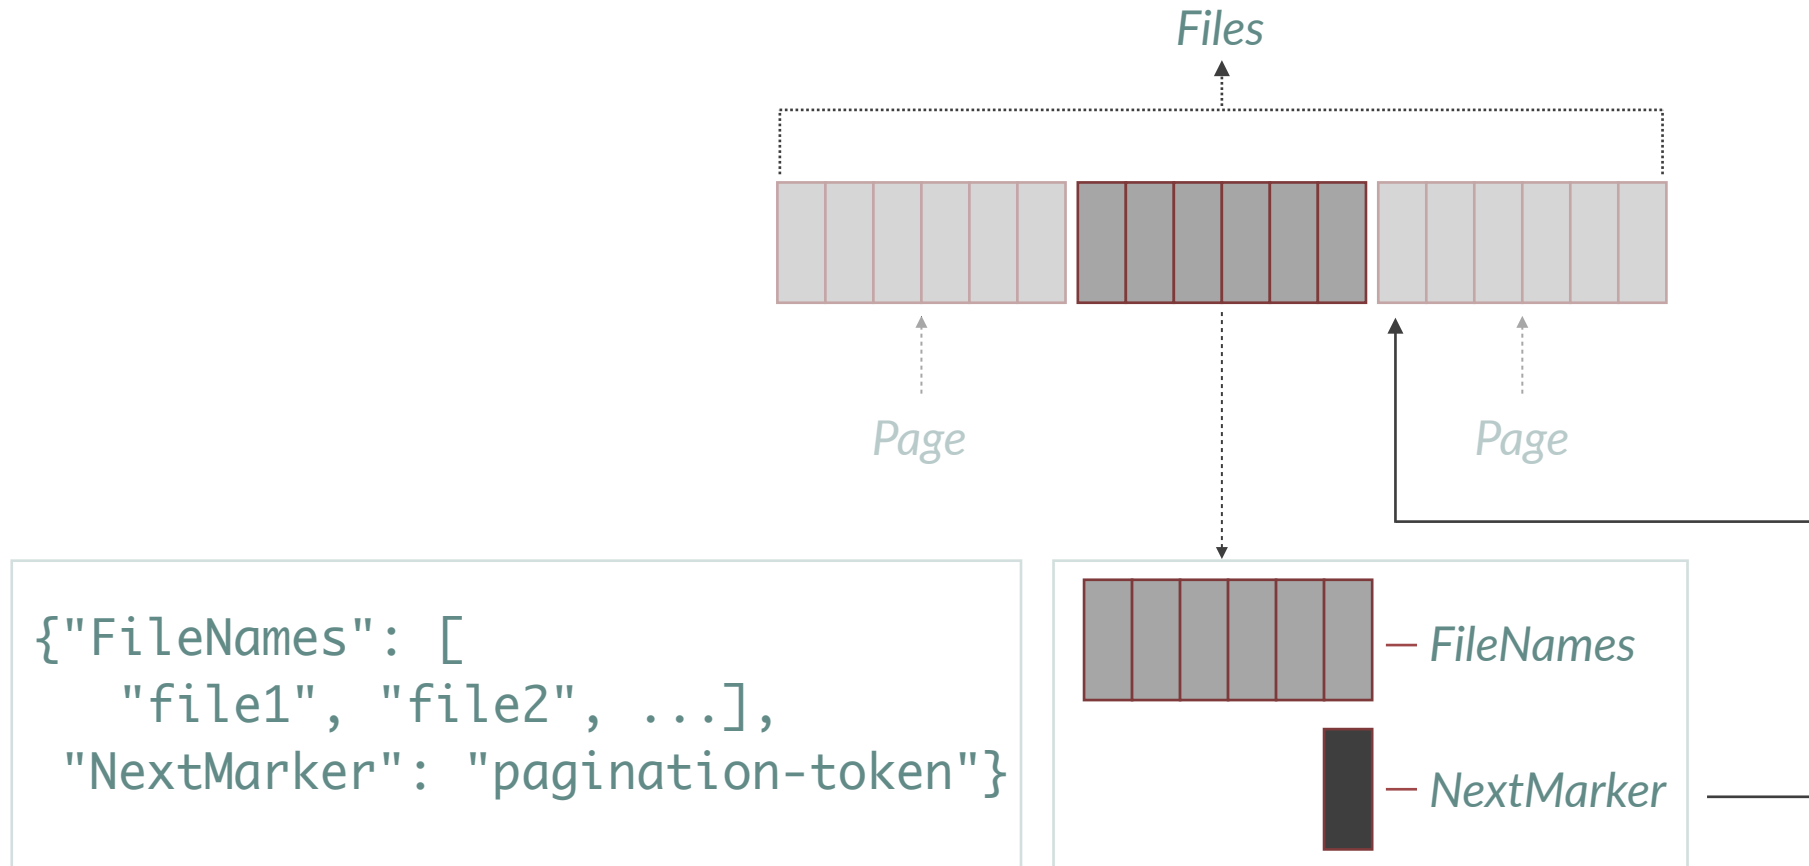 Files
Page
Page
{"FileNames": [
"file1", "file2", ...],
"NextMarker": "pagination-token"}
FileNames
NextMarker